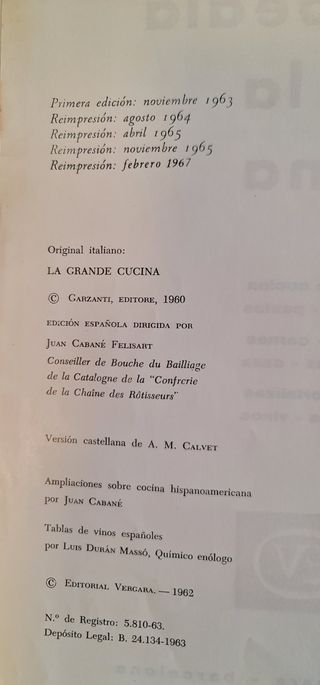 Primera edición: noviembre 1963
Reimpresión: agosto 1964
Reimpresión: abril 1965
Reimpresión: noviembre 1965
Reimpresión: febrero 1967
Original italiano:
LA GRANDE CUCINA
© Garzanti, editore, 1960
EDICIÓN ESPAÑOLA DIRIGIDA POR
Juan Cabané Felisart
Conseiller de Bouche du Bailliage
de la Catalogne de la "Confrerie
de la Chaîne des Rôtisseurs"
Versión castellana de A. M. Calvet
Ampliaciones sobre cocina hispanoamericana
por Juan Cabané
Tablas de vinos españoles
por Luis Durán Massó, Químico enólogo
© Editorial Vergara. — 1962
N.º de Registro: 5.810-63.
Depósito Legal: B. 24.134-1963